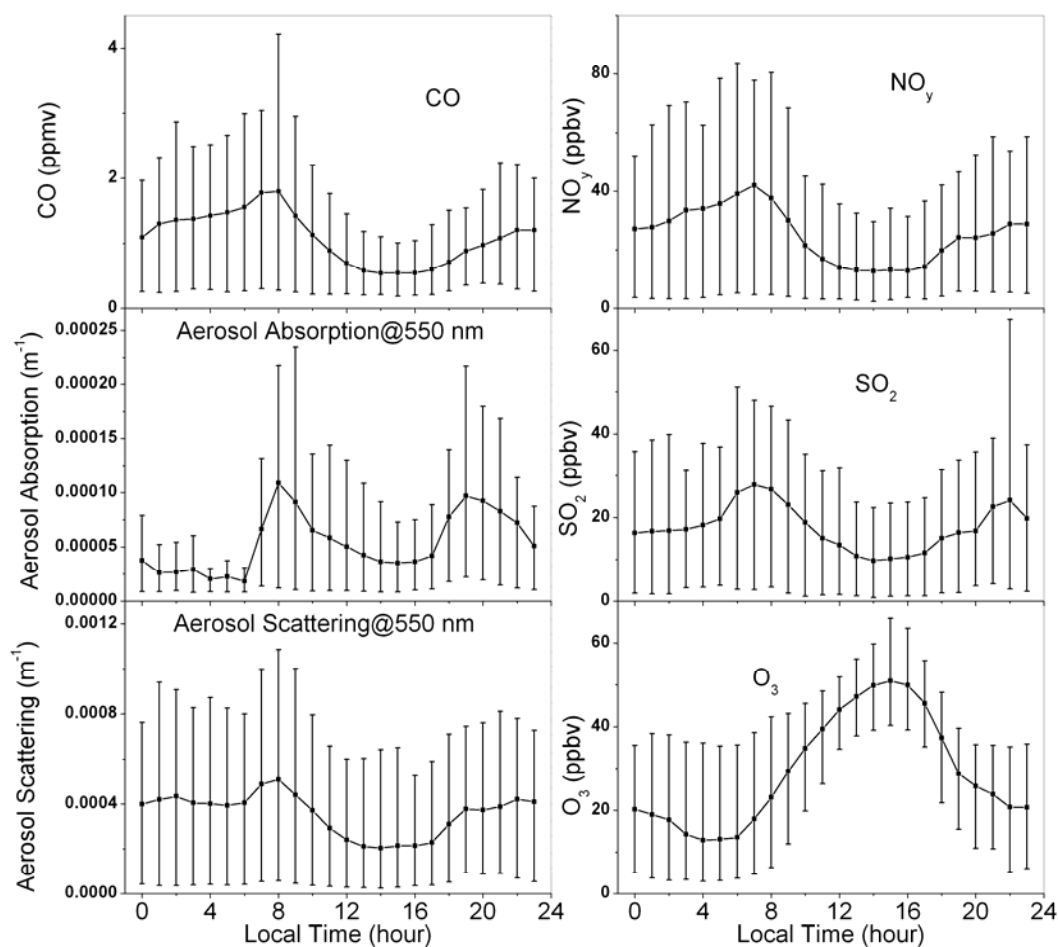 CO (ppmv)
4
2
0
CO
NOy (ppbv)
80
40
0
NOy
Aerosol Absorption (m⁻¹)
0.00025
0.00020
0.00015
0.00010
0.00005
0.00000
Aerosol Absorption@550 nm
SO₂ (ppbv)
60
40
20
0
SO₂
Aerosol Scattering (m⁻¹)
0.0012
0.0008
0.0004
0.0000
Aerosol Scattering@550 nm
0 4 8 12 16 20 24
Local Time (hour)
O₃ (ppbv)
60
40
20
0
O₃
0 4 8 12 16 20 24
Local Time (hour)